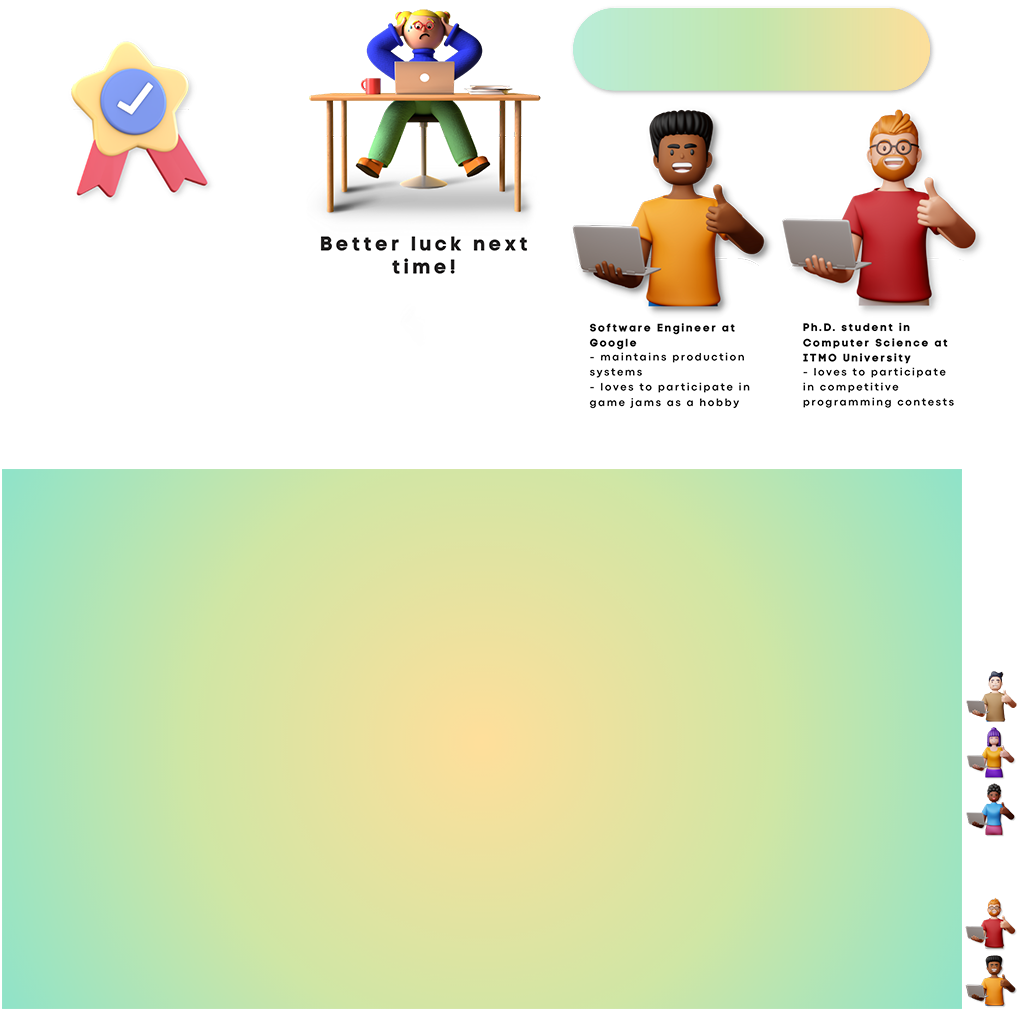 Better luck next
time!
Software Engineer at
Google
- maintains production
systems
- loves to participate in
game jams as a hobby
Ph.D. student in
Computer Science at
ITMO University
- loves to participate
in competitive
programming contests